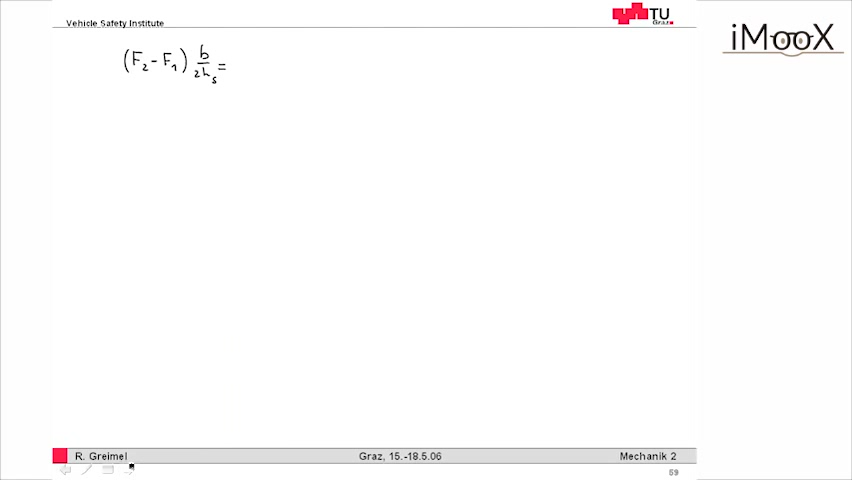 Vehicle Safety Institute
TU
Graz
iMooX
(F₂ - F₁) b/2hₛ =
R. Greimel
Graz, 15.-18.5.06
Mechanik 2
59